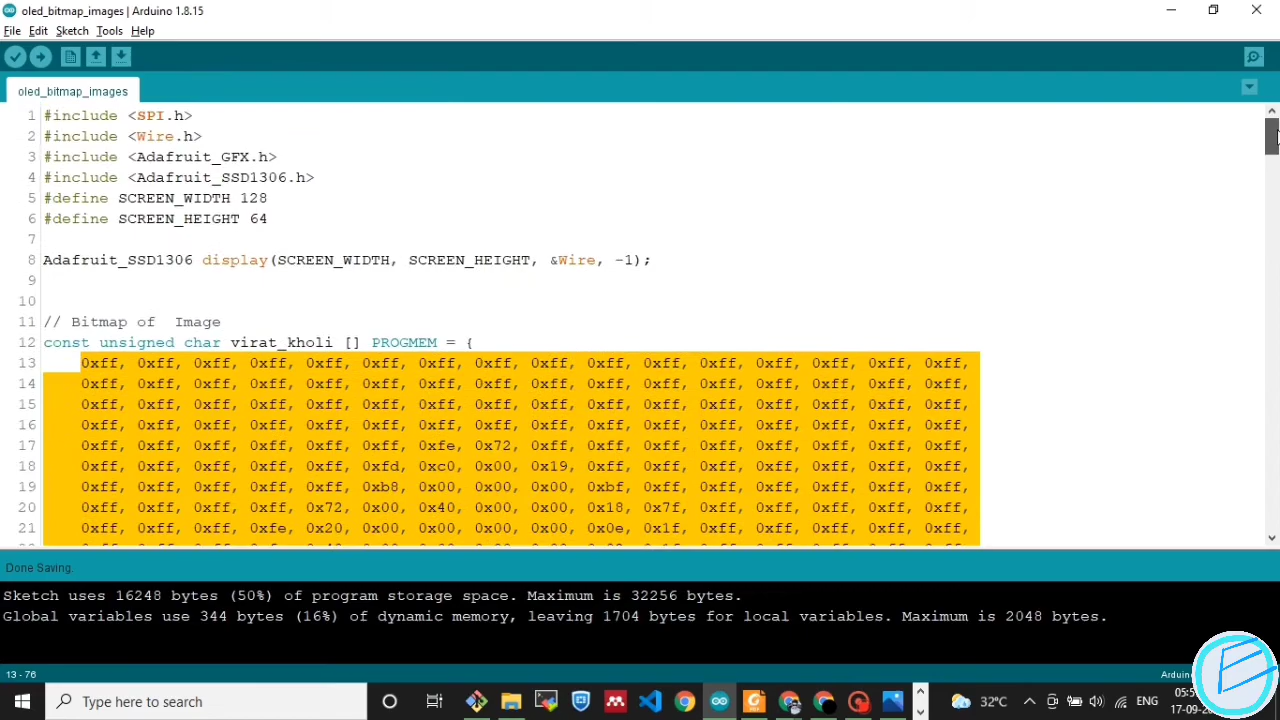 oled_bitmap_images | Arduino 1.8.15
File Edit Sketch Tools Help
oled_bitmap_images
1 #include <SPI.h>
2 #include <Wire.h>
3 #include <Adafruit_GFX.h>
4 #include <Adafruit_SSD1306.h>
5 #define SCREEN_WIDTH 128
6 #define SCREEN_HEIGHT 64
7
8 Adafruit_SSD1306 display(SCREEN_WIDTH, SCREEN_HEIGHT, &Wire, -1);
9
10
11 // Bitmap of  Image
12 const unsigned char virat_kholi [] PROGMEM = {
13 0xff, 0xff, 0xff, 0xff, 0xff, 0xff, 0xff, 0xff, 0xff, 0xff, 0xff, 0xff, 0xff, 0xff, 0xff, 0xff,
14 0xff, 0xff, 0xff, 0xff, 0xff, 0xff, 0xff, 0xff, 0xff, 0xff, 0xff, 0xff, 0xff, 0xff, 0xff, 0xff,
15 0xff, 0xff, 0xff, 0xff, 0xff, 0xff, 0xff, 0xff, 0xff, 0xff, 0xff, 0xff, 0xff, 0xff, 0xff, 0xff,
16 0xff, 0xff, 0xff, 0xff, 0xff, 0xff, 0xff, 0xff, 0xff, 0xff, 0xff, 0xff, 0xff, 0xff, 0xff, 0xff,
17 0xff, 0xff, 0xff, 0xff, 0xff, 0xff, 0xfe, 0x72, 0xff, 0xff, 0xff, 0xff, 0xff, 0xff, 0xff, 0xff,
18 0xff, 0xff, 0xff, 0xff, 0xff, 0xfd, 0xc0, 0x00, 0x19, 0xff, 0xff, 0xff, 0xff, 0xff, 0xff, 0xff,
19 0xff, 0xff, 0xff, 0xff, 0xff, 0xb8, 0x00, 0x00, 0x00, 0xbf, 0xff, 0xff, 0xff, 0xff, 0xff, 0xff,
20 0xff, 0xff, 0xff, 0xff, 0x72, 0x00, 0x40, 0x00, 0x00, 0x18, 0x7f, 0xff, 0xff, 0xff, 0xff, 0xff,
21 0xff, 0xff, 0xff, 0xfe, 0x20, 0x00, 0x00, 0x00, 0x00, 0x0e, 0x1f, 0xff, 0xff, 0xff, 0xff, 0xff,
Done Saving.
Sketch uses 16248 bytes (50%) of program storage space. Maximum is 32256 bytes.
Global variables use 344 bytes (16%) of dynamic memory, leaving 1704 bytes for local variables. Maximum is 2048 bytes.
13 - 76
Type here to search
32°C
ENG